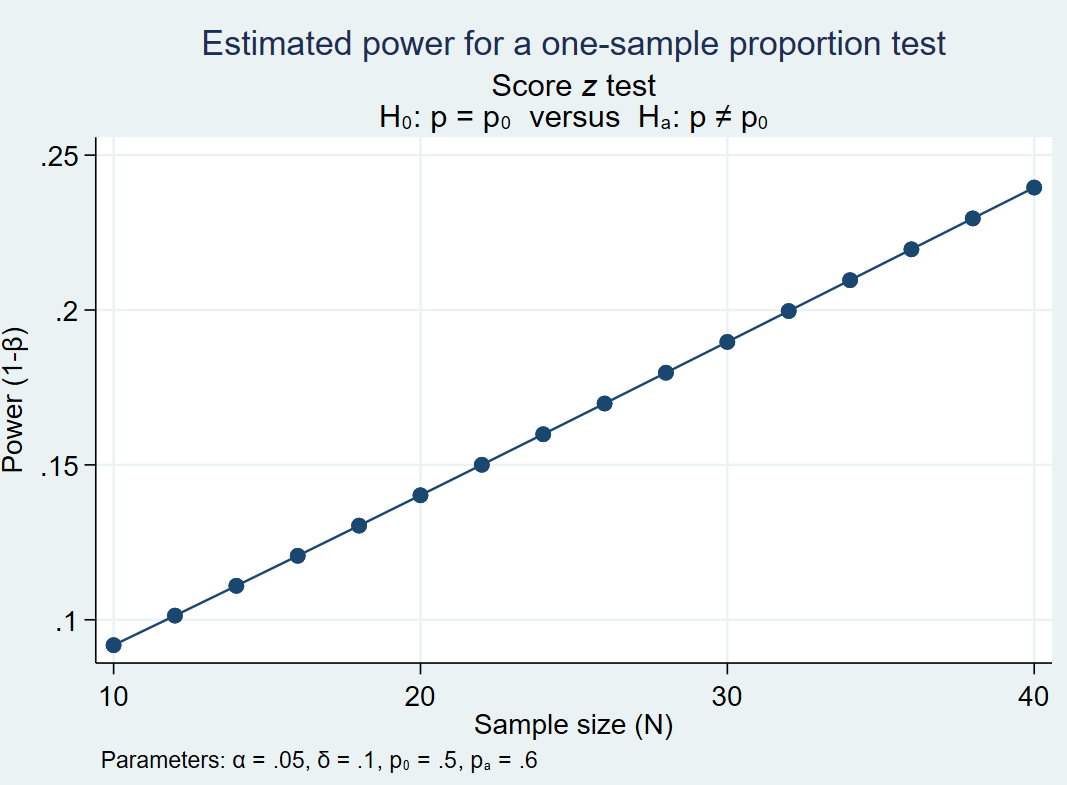 Estimated power for a one-sample proportion test
Score z test
H₀: p = p₀ versus Hₐ: p ≠ p₀
.25
.2
.15
.1
Power (1-β)
10 20 30 40
Sample size (N)
Parameters: α = .05, δ = .1, p₀ = .5, pₐ = .6